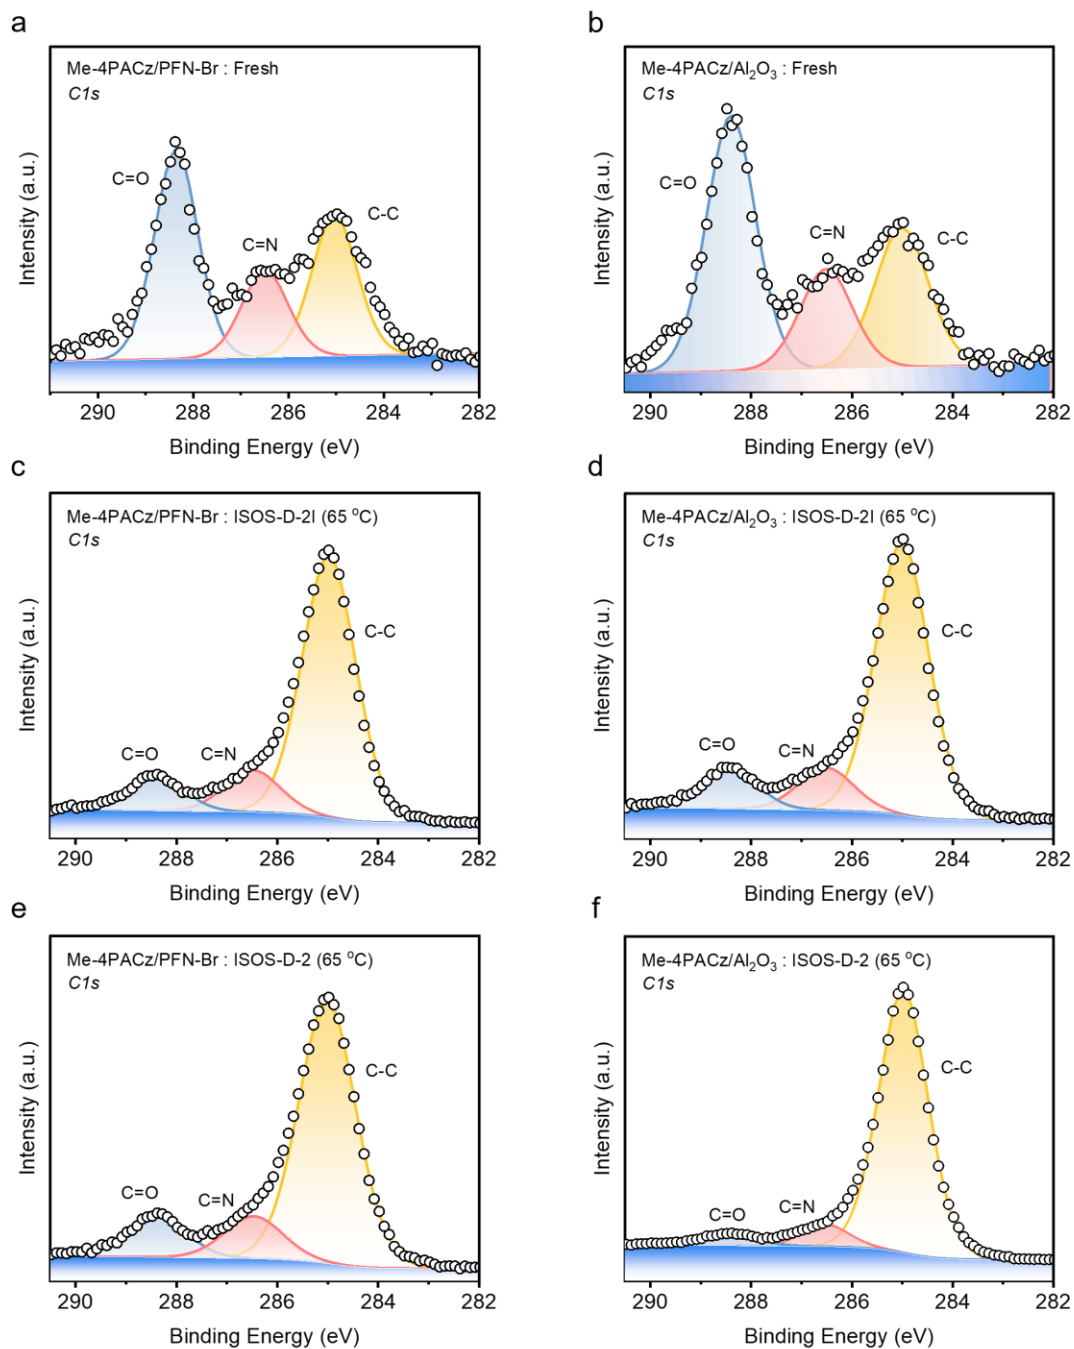 a
Me-4PACz/PFN-Br : Fresh
C1s
C=O
C=N
C-C
Intensity (a.u.)
290 288 286 284 282
Binding Energy (eV)
b
Me-4PACz/Al₂O₃ : Fresh
C1s
C=O
C=N
C-C
Intensity (a.u.)
290 288 286 284 282
Binding Energy (eV)
c
Me-4PACz/PFN-Br : ISOS-D-2I (65 °C)
C1s
C=O
C=N
C-C
Intensity (a.u.)
290 288 286 284 282
Binding Energy (eV)
d
Me-4PACz/Al₂O₃ : ISOS-D-2I (65 °C)
C1s
C=O
C=N
C-C
Intensity (a.u.)
290 288 286 284 282
Binding Energy (eV)
e
Me-4PACz/PFN-Br : ISOS-D-2 (65 °C)
C1s
C=O
C=N
C-C
Intensity (a.u.)
290 288 286 284 282
Binding Energy (eV)
f
Me-4PACz/Al₂O₃ : ISOS-D-2 (65 °C)
C1s
C=O
C=N
C-C
Intensity (a.u.)
290 288 286 284 282
Binding Energy (eV)